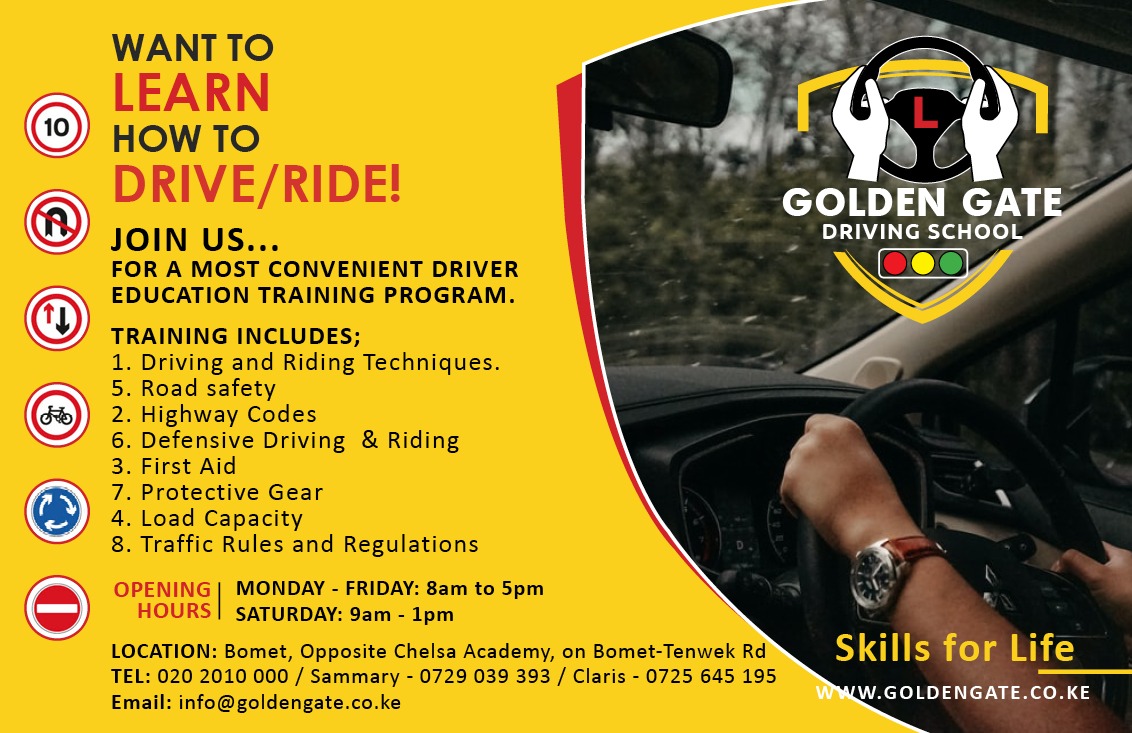 WANT TO
LEARN
HOW TO
DRIVE/RIDE!
JOIN US...
FOR A MOST CONVENIENT DRIVER
EDUCATION TRAINING PROGRAM.
TRAINING INCLUDES;
1. Driving and Riding Techniques.
5. Road safety
2. Highway Codes
6. Defensive Driving  & Riding
3. First Aid
7. Protective Gear
4. Load Capacity
8. Traffic Rules and Regulations
OPENING
HOURS
MONDAY - FRIDAY: 8am to 5pm
SATURDAY: 9am - 1pm
LOCATION: Bomet, Opposite Chelsa Academy, on Bomet-Tenwek Rd
TEL: 020 2010 000 / Sammary - 0729 039 393 / Claris - 0725 645 195
Email: info@goldengate.co.ke
10
L
GOLDEN GATE
DRIVING SCHOOL
Skills for Life
WWW.GOLDENGATE.CO.KE